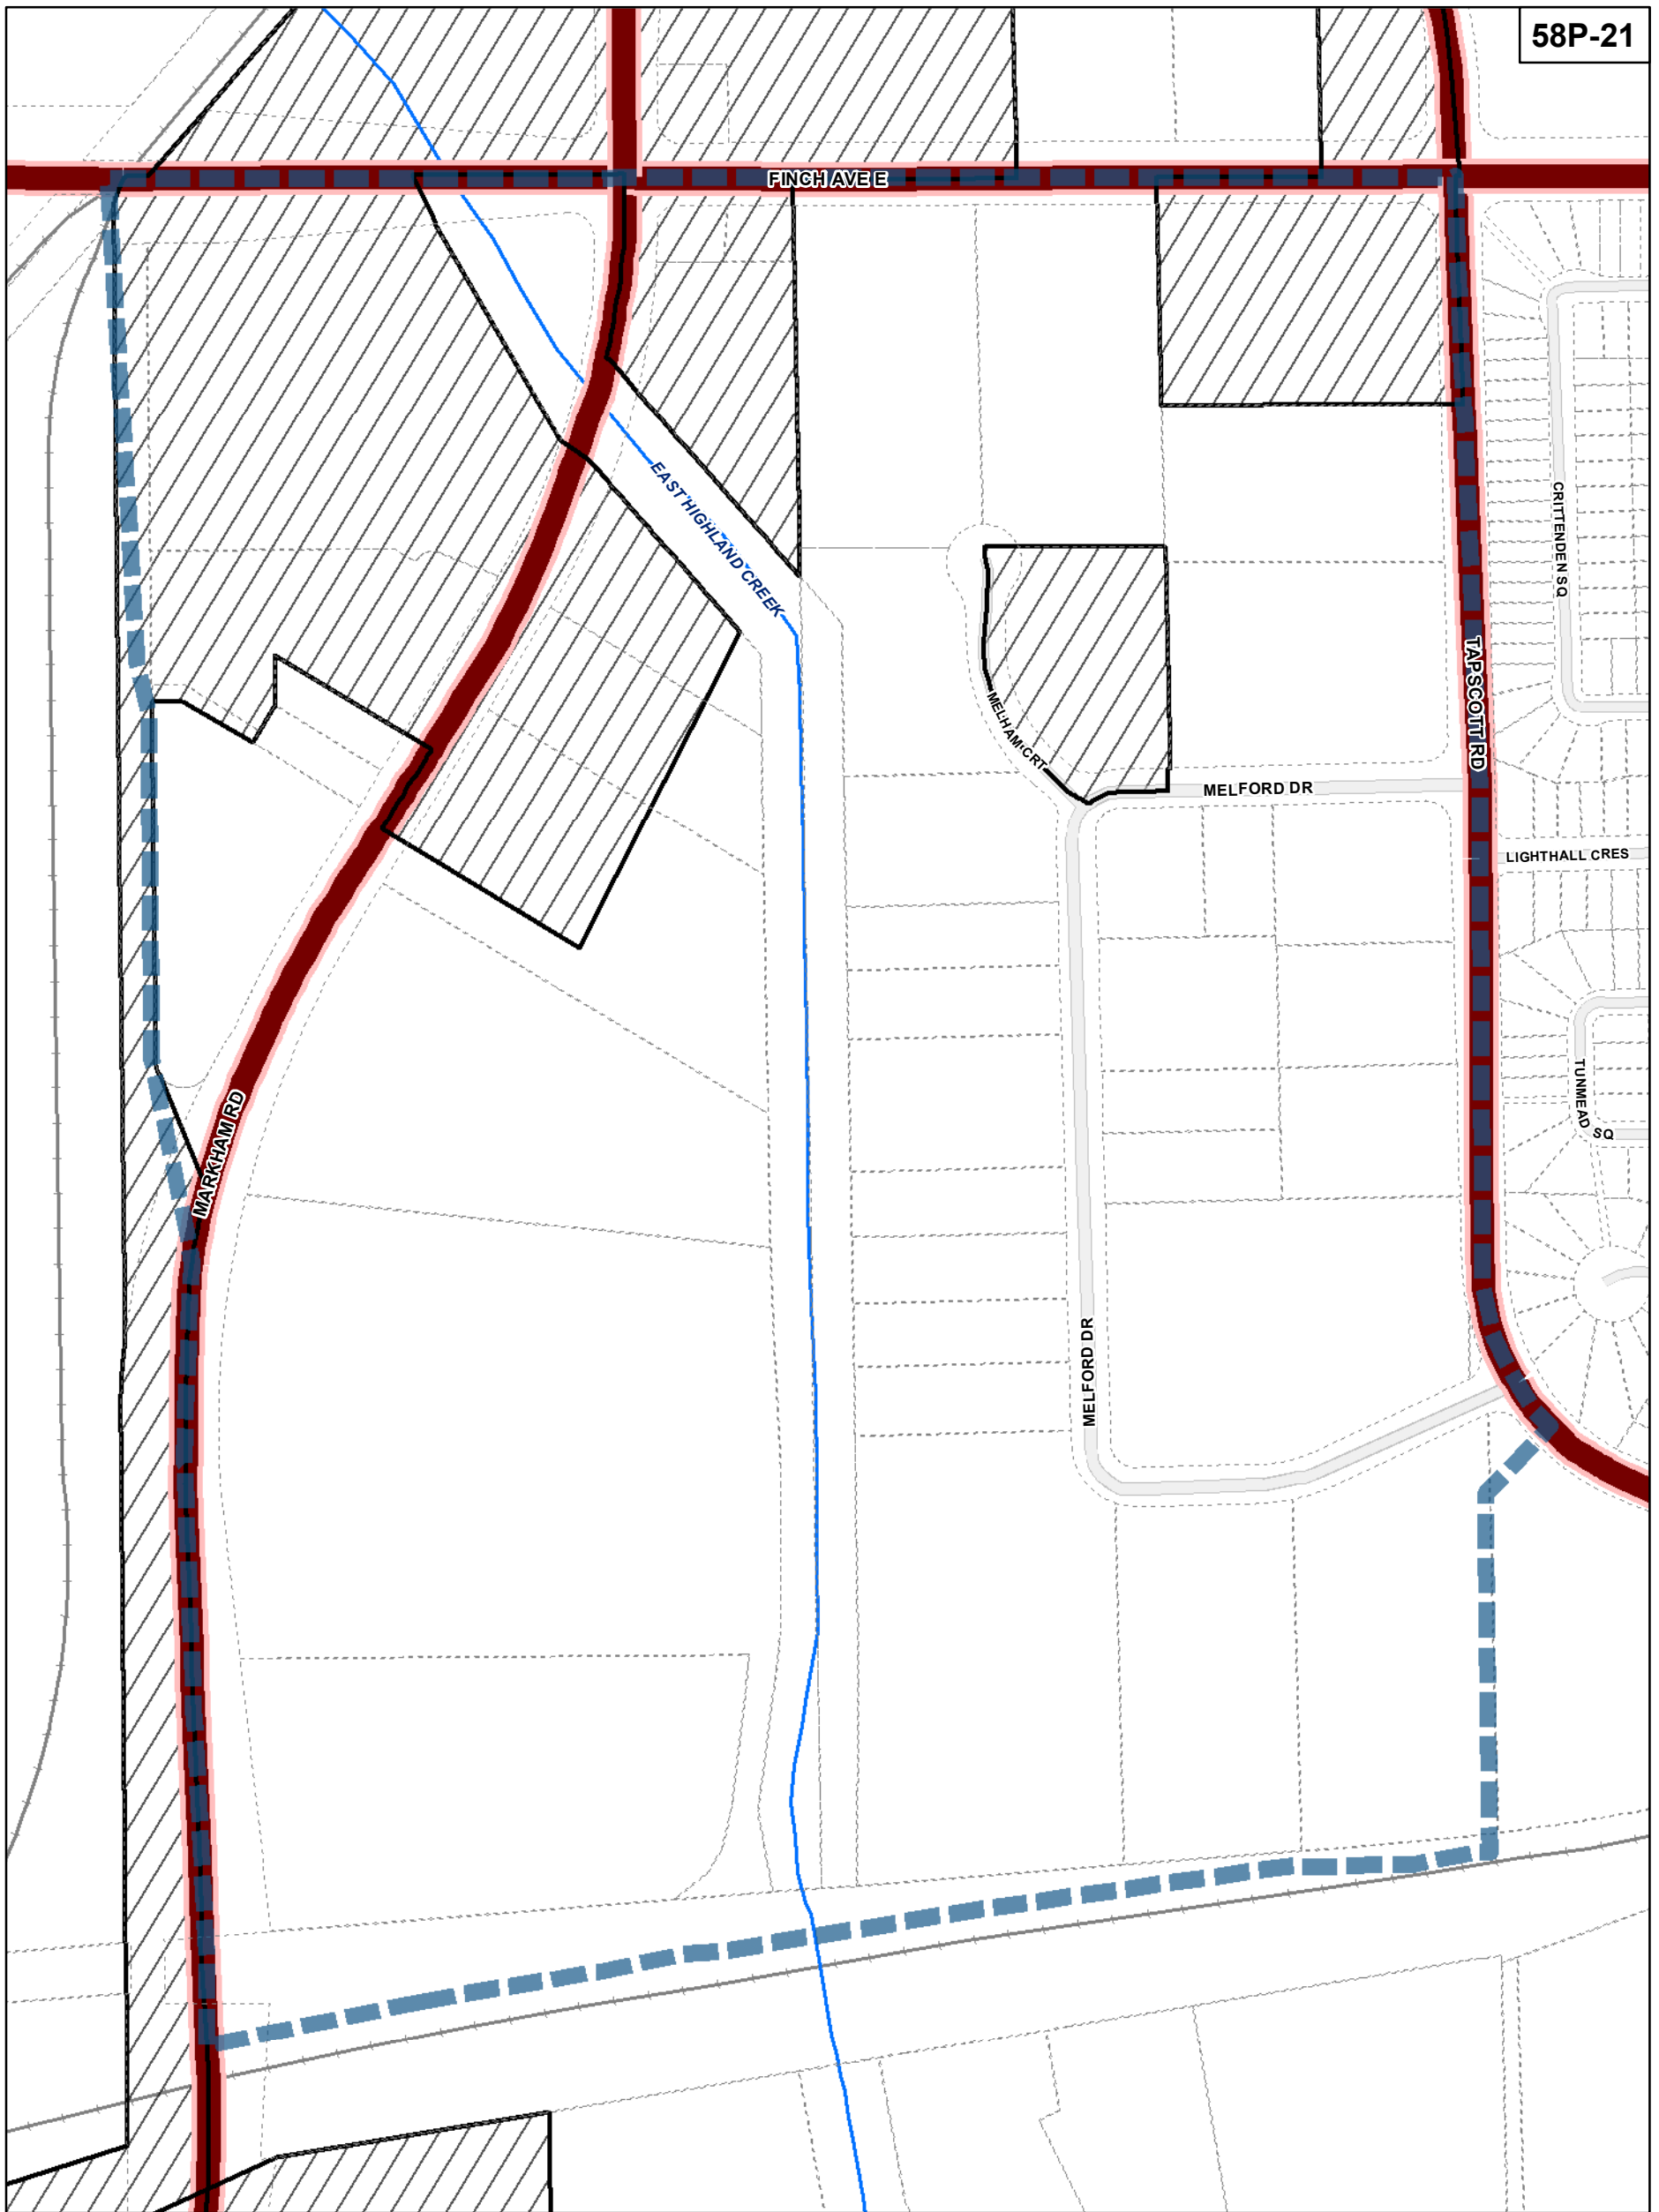 58P-21
FINCH AVE E
EAST HIGHLAND CREEK
CRITTENDEN SQ
TAPSCOTT RD
MELHAM CRT
MELFORD DR
LIGHTHALL CRES
TUNMEAD SQ
MARKHAM RD
MELFORD DR